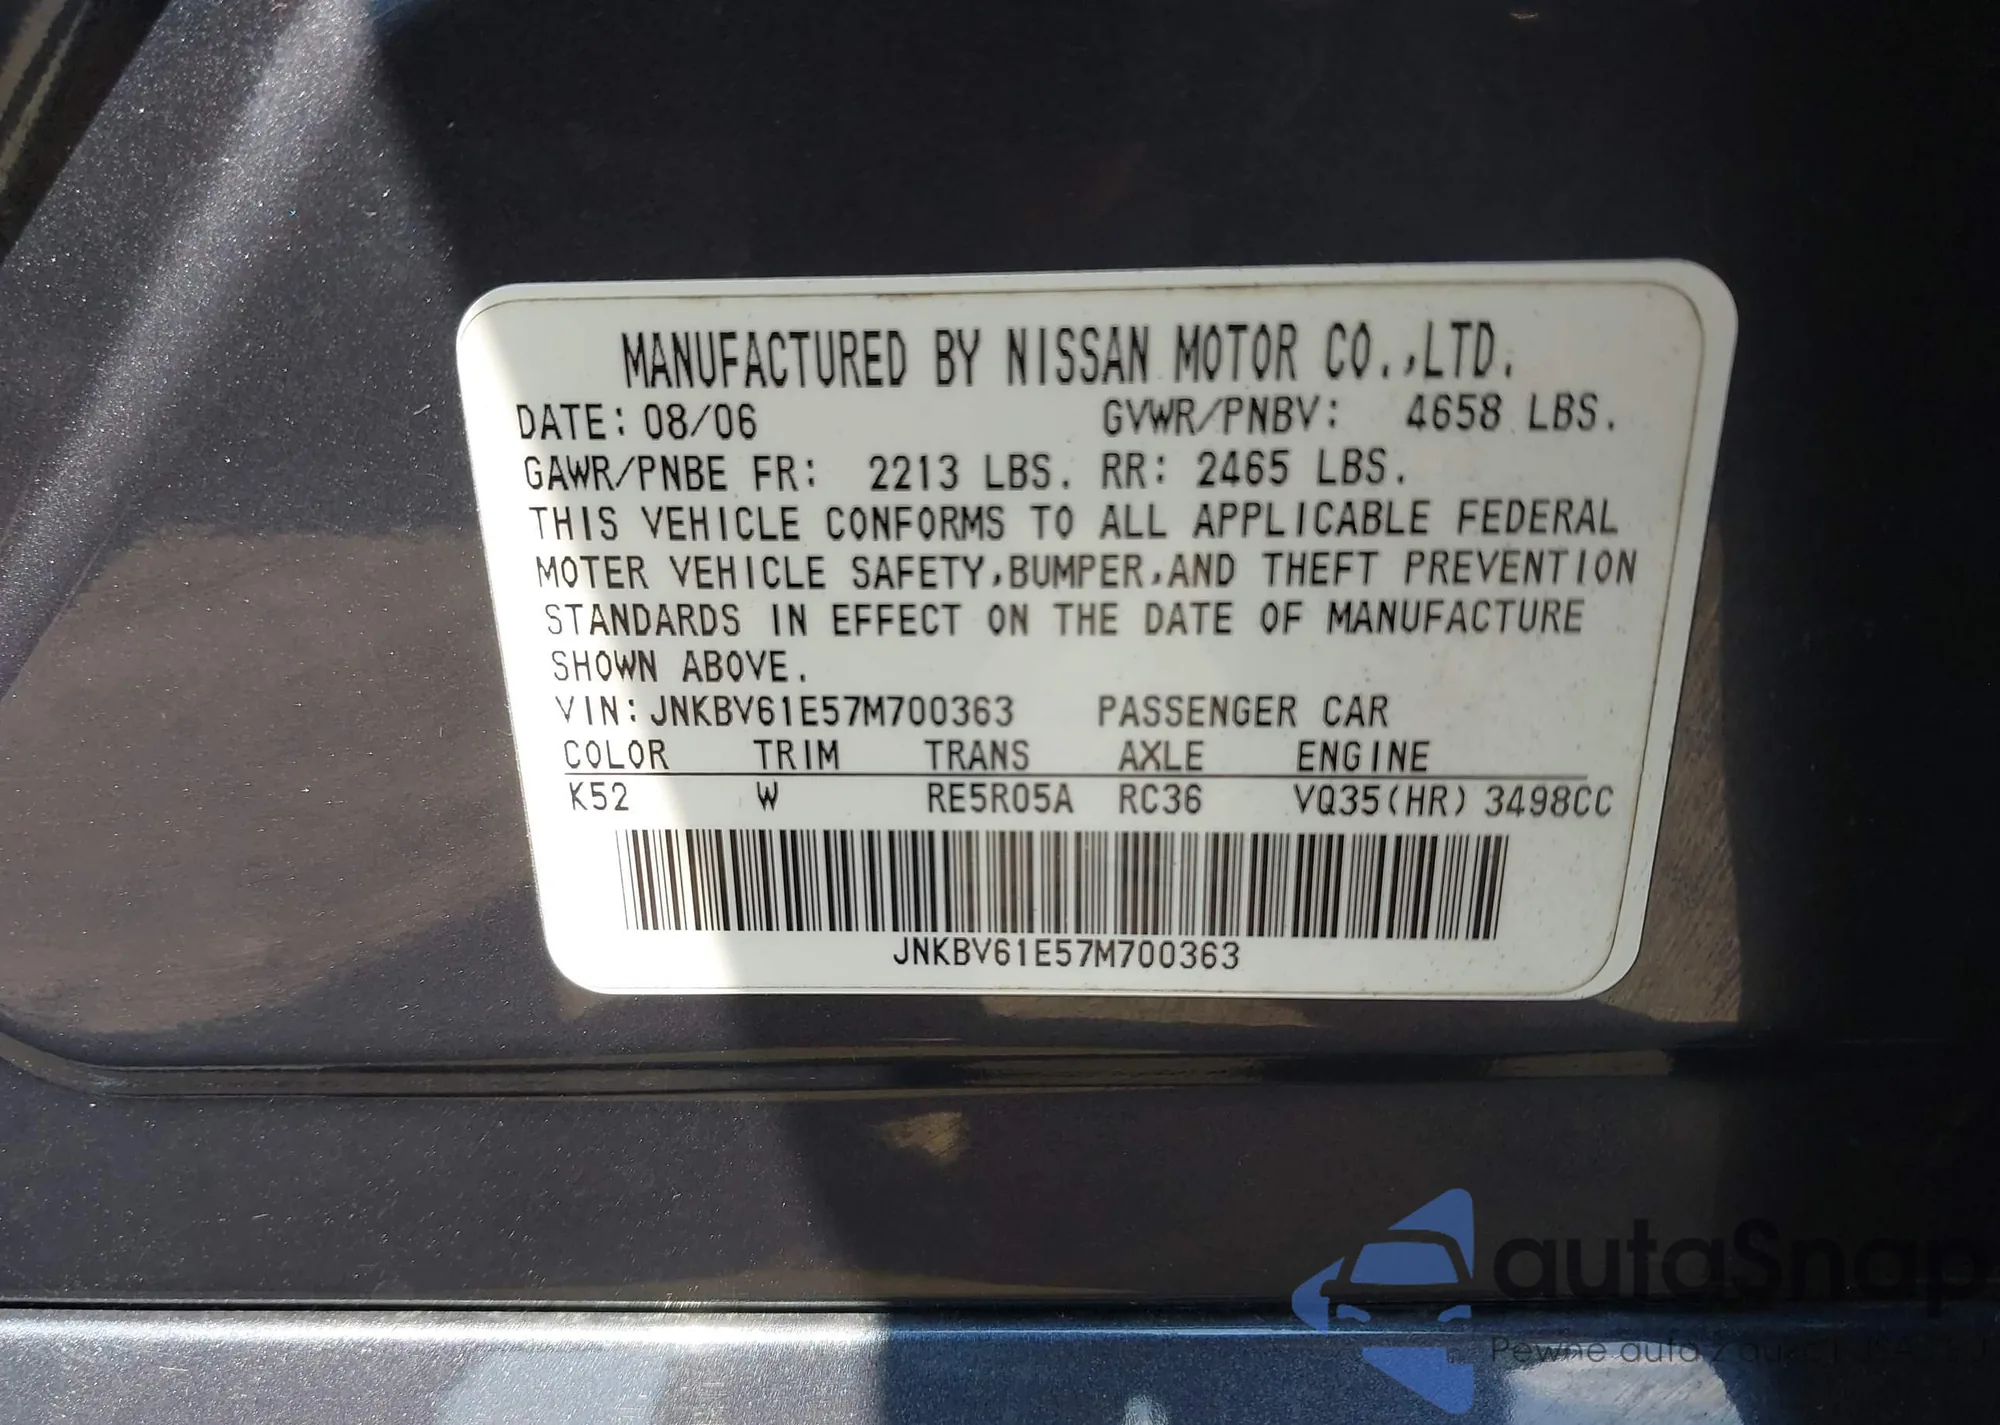 MANUFACTURED BY NISSAN MOTOR CO.,LTD.
DATE: 08/06 GVWR/PNBV: 4658 LBS.
GAWR/PNBE FR: 2213 LBS. RR: 2465 LBS.
THIS VEHICLE CONFORMS TO ALL APPLICABLE FEDERAL
MOTER VEHICLE SAFETY,BUMPER,AND THEFT PREVENTION
STANDARDS IN EFFECT ON THE DATE OF MANUFACTURE
SHOWN ABOVE.
VIN: JNKBV61E57M700363 PASSENGER CAR
COLOR TRIM TRANS AXLE ENGINE
K52 W RE5R05A RC36 VQ35(HR) 3498CC
JNKBV61E57M700363
autaSnap
Pewne auta z